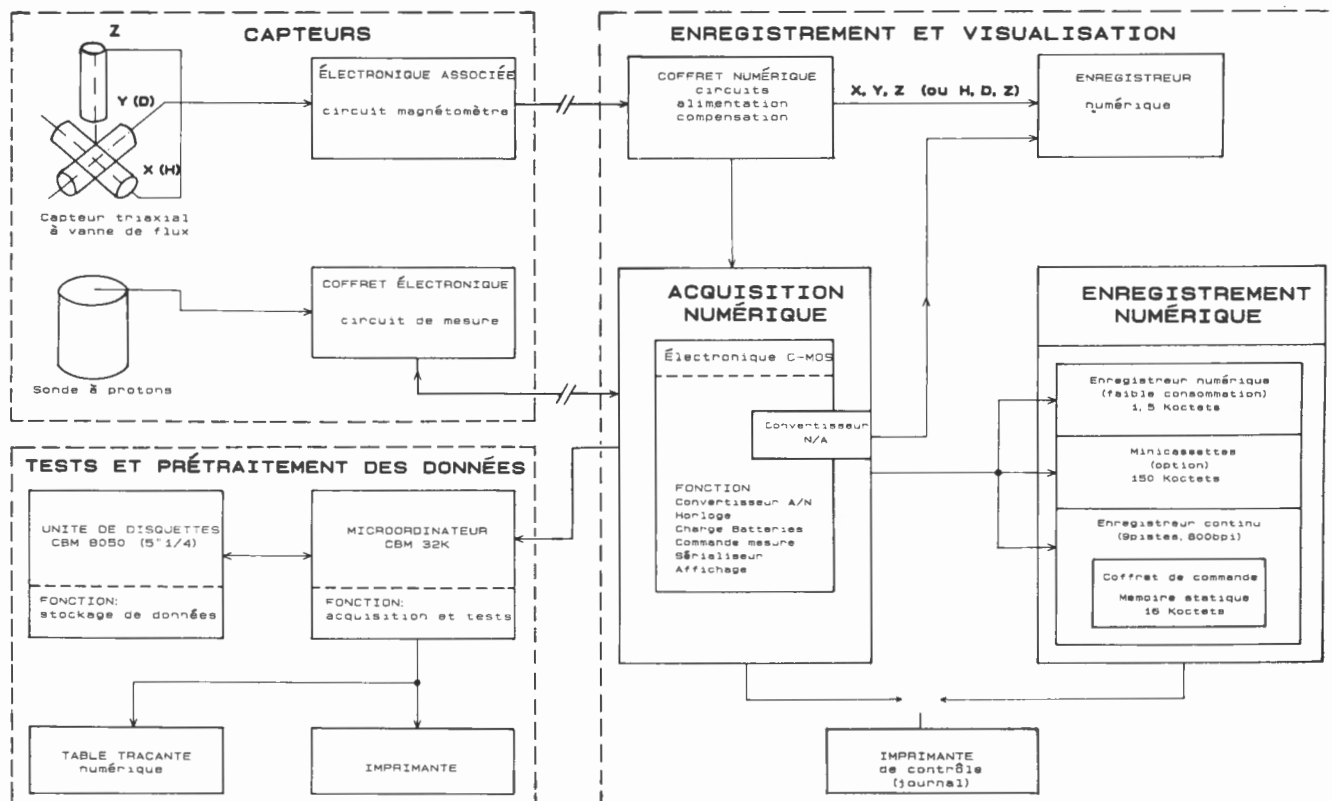 CAPTEURS
Z
Y (D)
X (H)
Capteur triaxial
à vanne de flux
ÉLECTRONIQUE ASSOCIÉE
circuit magnétomètre
Sonde à protons
COFFRET ÉLECTRONIQUE
circuit de mesure
ENREGISTREMENT ET VISUALISATION
COFFRET NUMÉRIQUE
circuits
alimentation
compensation
X, Y, Z (ou H, D, Z)
ENREGISTREUR
numérique
ACQUISITION
NUMÉRIQUE
Électronique C-MOS
Convertisseur
N/A
FONCTION
Convertisseur A/N
Horloge
Charge Batteries
Commande mesure
Sérialiseur
Affichage
ENREGISTREMENT
NUMÉRIQUE
Enregistreur numérique
(faible consommation)
1,5 Koctets
Minicassettes
(option)
150 Koctets
Enregistreur continu
(9pistes,800bpi)
Coffret de commande
Mémoire statique
16 Koctets
TESTS ET PRÉTRAITEMENT DES DONNÉES
UNITE DE DISQUETTES
CBM 8050 (5"1/4)
FONCTION:
stockage de données
MICROORDINATEUR
CBM 32K
FONCTION:
acquisition et tests
TABLE TRACANTE
numérique
IMPRIMANTE
IMPRIMANTE
de contrôle
(journal)